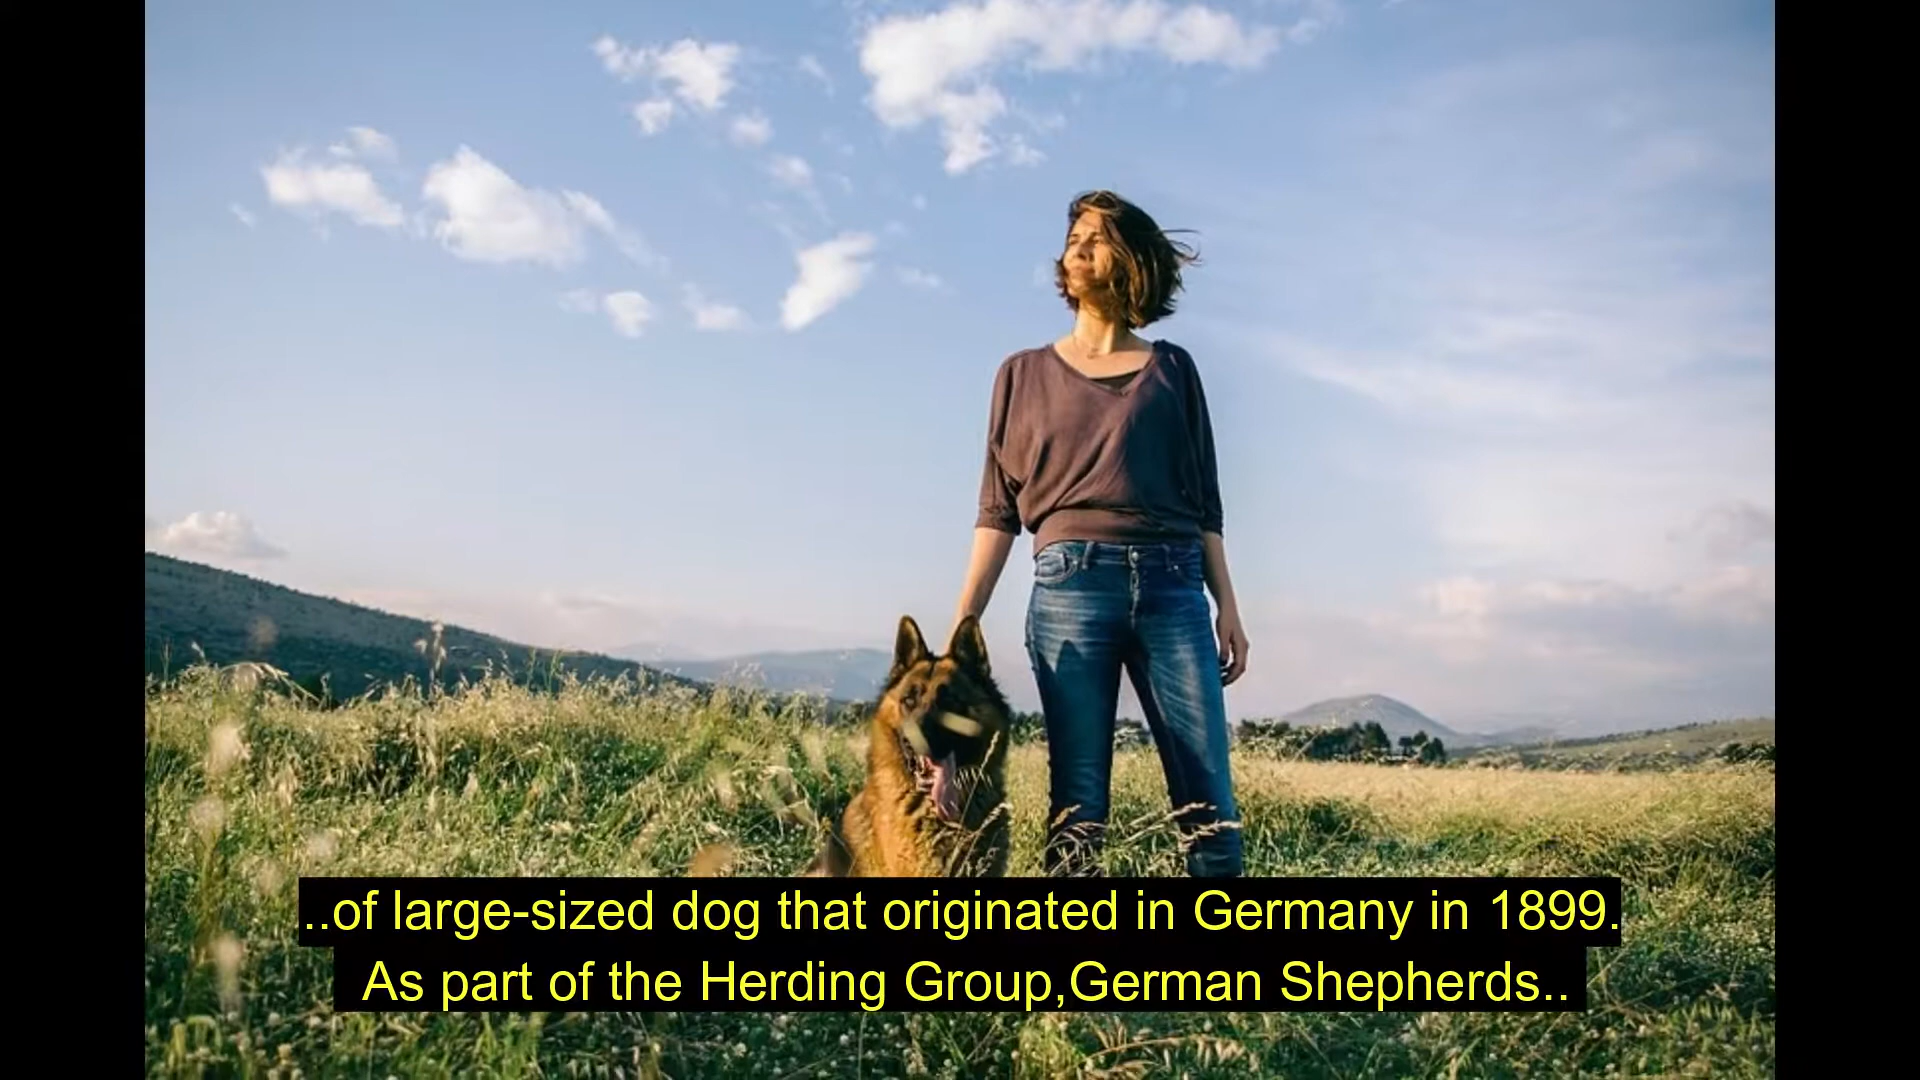 ..of large-sized dog that originated in Germany in 1899.
As part of the Herding Group,German Shepherds..